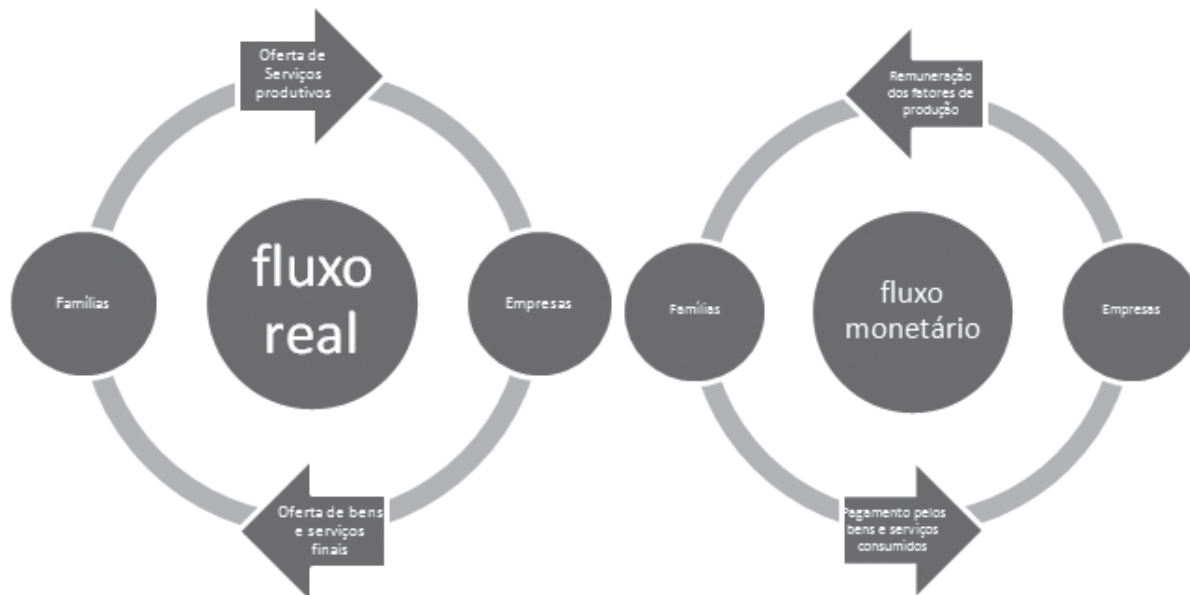 Oferta de
Serviços
produtivos
Famílias
fluxo
real
Empresas
Oferta de bens
e serviços
finais
Remuneração
dos fatores de
produção
Famílias
fluxo
monetário
Empresas
Pagamento pelos
bens e serviços
consumidos